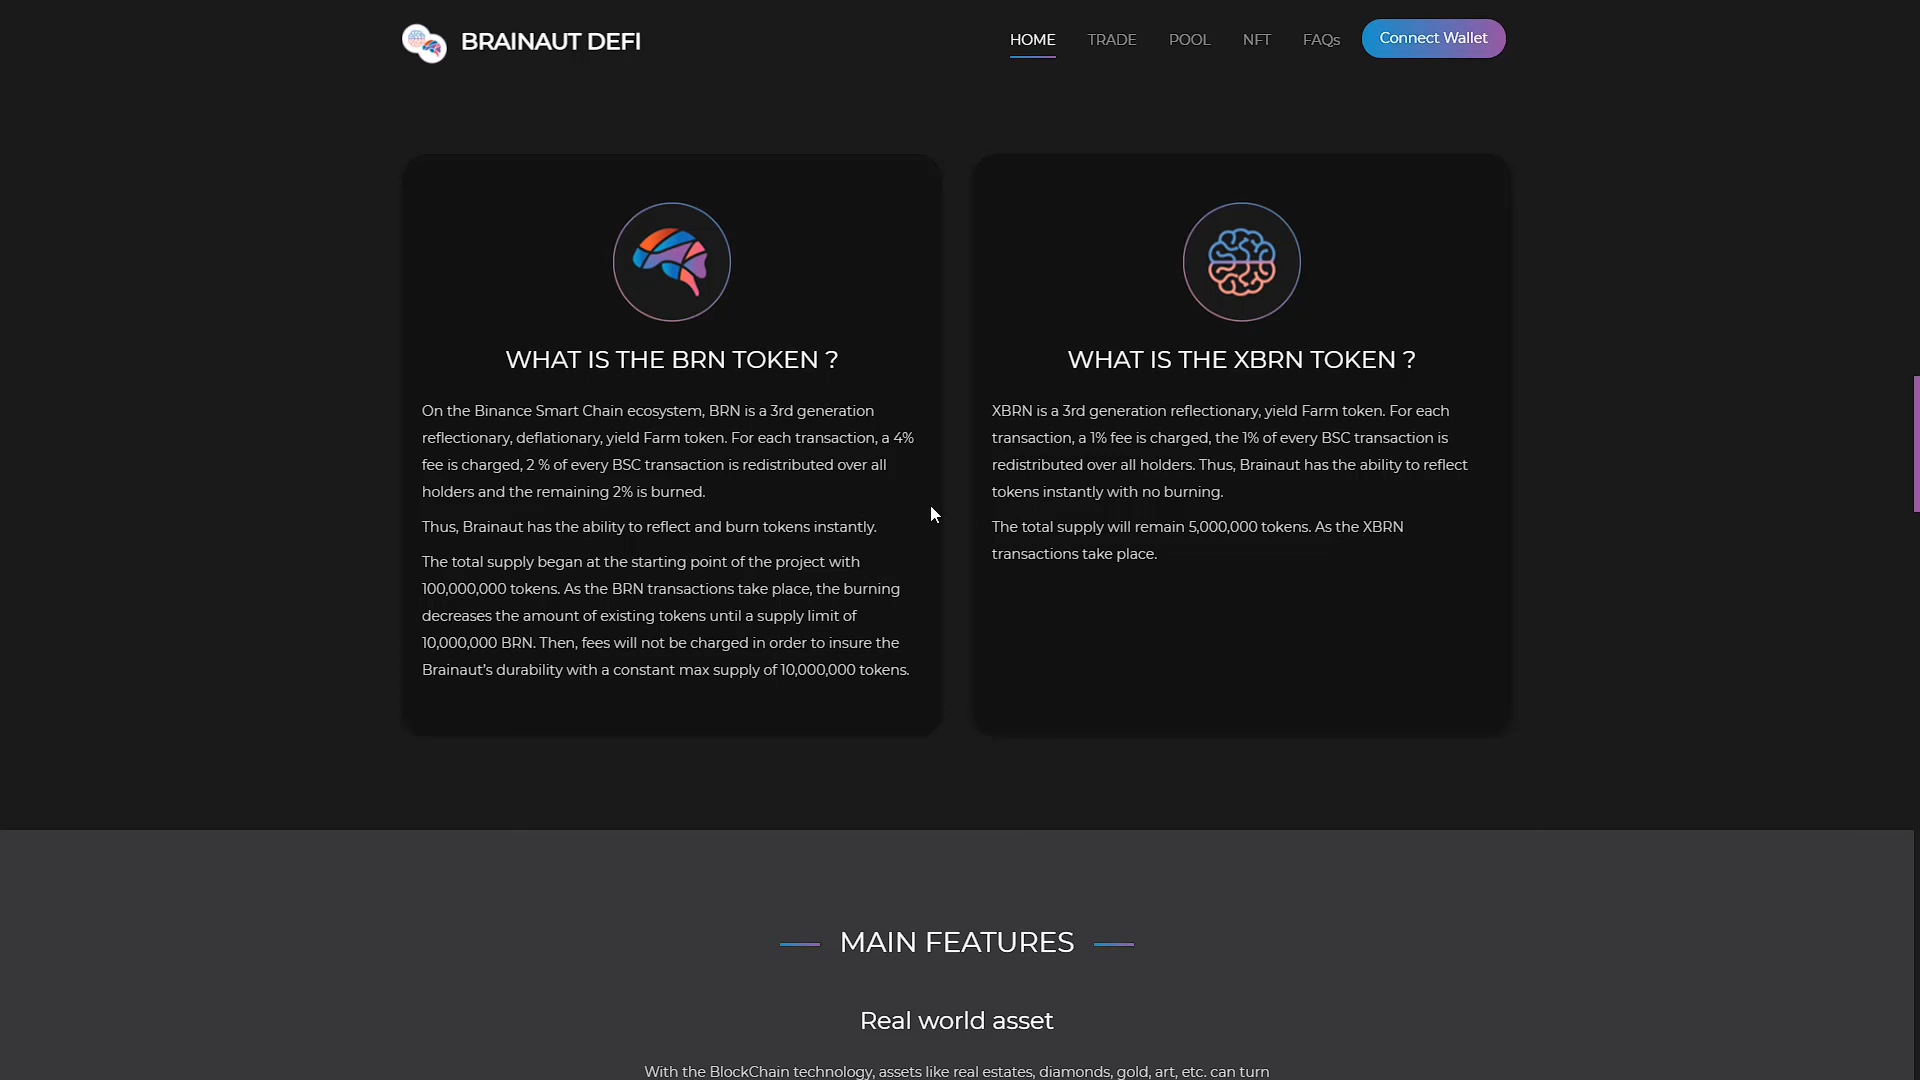 BRAINAUT DEFI
HOME
TRADE
POOL
NFT
FAQs
Connect Wallet
WHAT IS THE BRN TOKEN ?
On the Binance Smart Chain ecosystem, BRN is a 3rd generation
reflectionary, deflationary, yield Farm token. For each transaction, a 4%
fee is charged, 2 % of every BSC transaction is redistributed over all
holders and the remaining 2% is burned.
Thus, Brainaut has the ability to reflect and burn tokens instantly.
The total supply began at the starting point of the project with
100,000,000 tokens. As the BRN transactions take place, the burning
decreases the amount of existing tokens until a supply limit of
10,000,000 BRN. Then, fees will not be charged in order to insure the
Brainaut’s durability with a constant max supply of 10,000,000 tokens.
WHAT IS THE XBRN TOKEN ?
XBRN is a 3rd generation reflectionary, yield Farm token. For each
transaction, a 1% fee is charged, the 1% of every BSC transaction is
redistributed over all holders. Thus, Brainaut has the ability to reflect
tokens instantly with no burning.
The total supply will remain 5,000,000 tokens. As the XBRN
transactions take place.
MAIN FEATURES
Real world asset
With the BlockChain technology, assets like real estates, diamonds, gold, art, etc. can turn